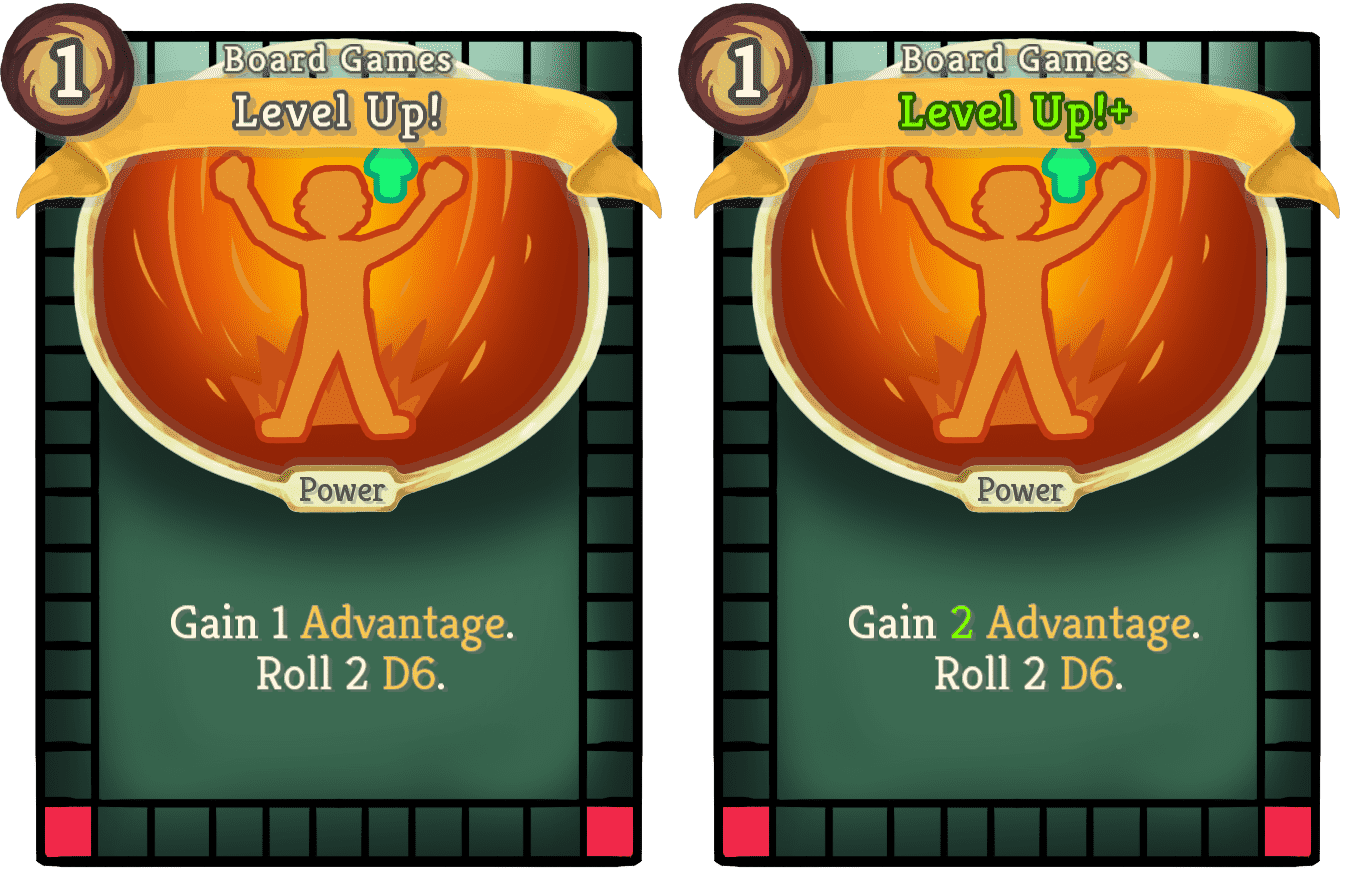 1
Board Games
Level Up!
Power
Gain 1 Advantage.
Roll 2 D6.
1
Board Games
Level Up!+
Power
Gain 2 Advantage.
Roll 2 D6.